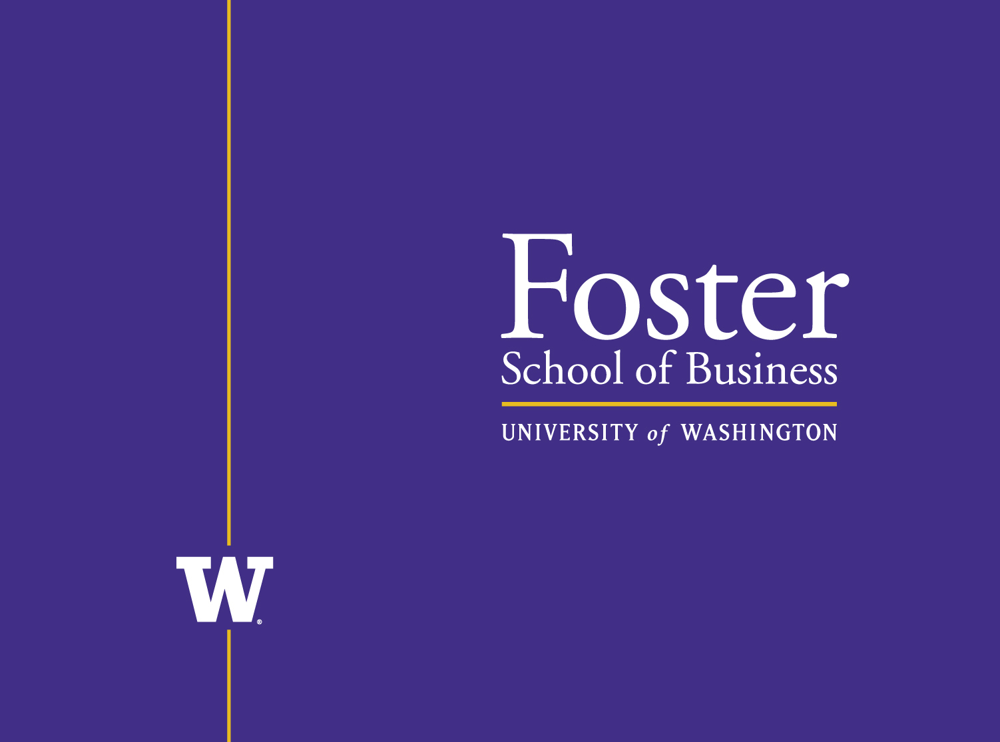 Foster
School of Business
UNIVERSITY of WASHINGTON
W®